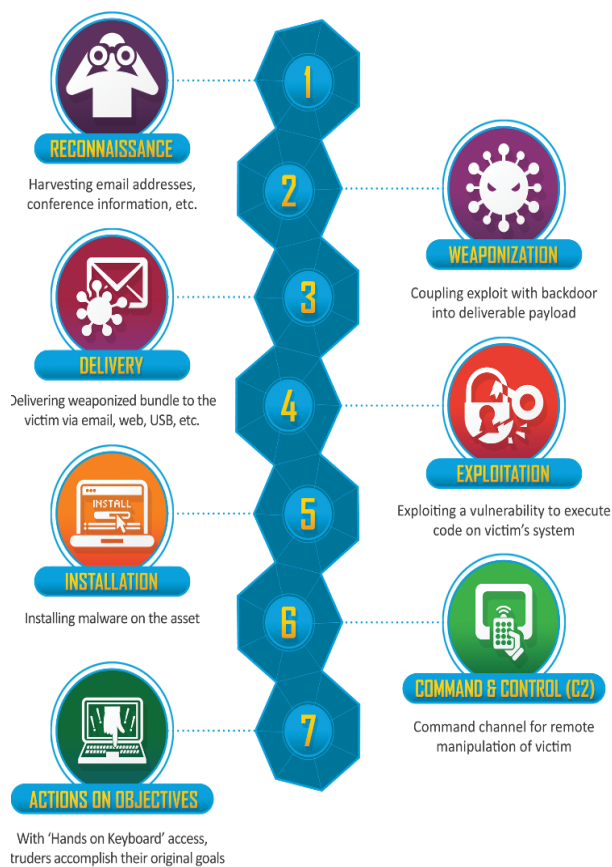 1
RECONNAISSANCE
Harvesting email addresses,
conference information, etc.
2
WEAPONIZATION
Coupling exploit with backdoor
into deliverable payload
3
DELIVERY
Delivering weaponized bundle to the
victim via email, web, USB, etc.
4
EXPLOITATION
Exploiting a vulnerability to execute
code on victim's system
5
INSTALL
INSTALLATION
Installing malware on the asset
6
COMMAND & CONTROL (C2)
Command channel for remote
manipulation of victim
7
ACTIONS ON OBJECTIVES
With ‘Hands on Keyboard’ access,
truders accomplish their original goals